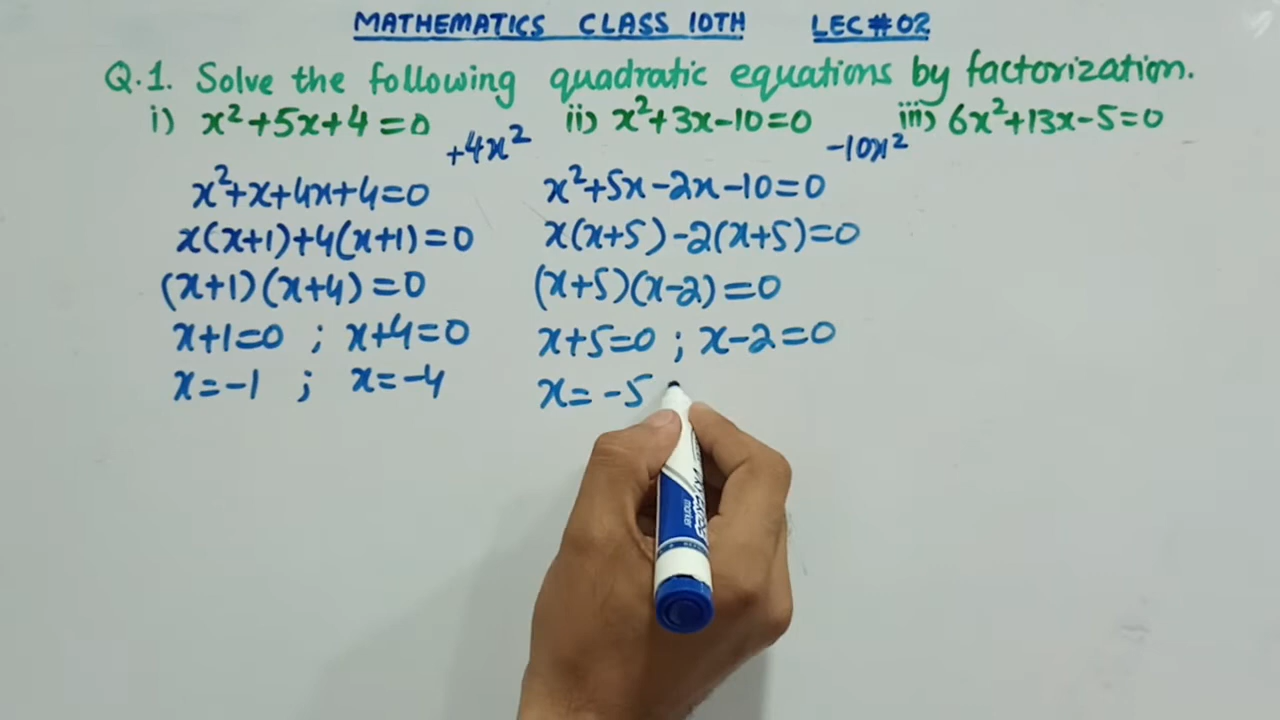 MATHEMATICS CLASS 10TH LEC#02
Q.1. Solve the following quadratic equations by factorization.
i) x²+5x+4=0 ii) x²+3x-10=0 iii) 6x²+13x-5=0
+4x²
x²+x+4x+4=0
x(x+1)+4(x+1)=0
(x+1)(x+4)=0
x+1=0 ; x+4=0
x=-1 ; x=-4
-10x²
x²+5x-2x-10=0
x(x+5)-2(x+5)=0
(x+5)(x-2)=0
x+5=0 ; x-2=0
x=-5
marker